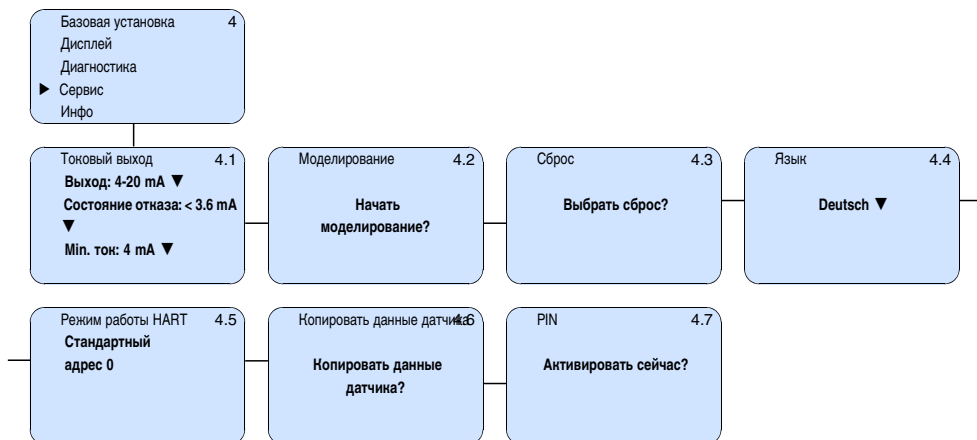 Базовая установка 4
Дисплей
Диагностика
▶ Сервис
Инфо
Токовый выход 4.1
Выход: 4-20 mA ▼
Состояние отказа: < 3.6 mA
▼
Min. ток: 4 mA ▼
Моделирование 4.2
Начать
моделирование?
Сброс 4.3
Выбрать сброс?
Язык 4.4
Deutsch ▼
Режим работы HART 4.5
Стандартный
адрес 0
Копировать данные датчика 4.6
Копировать данные
датчика?
PIN 4.7
Активировать сейчас?